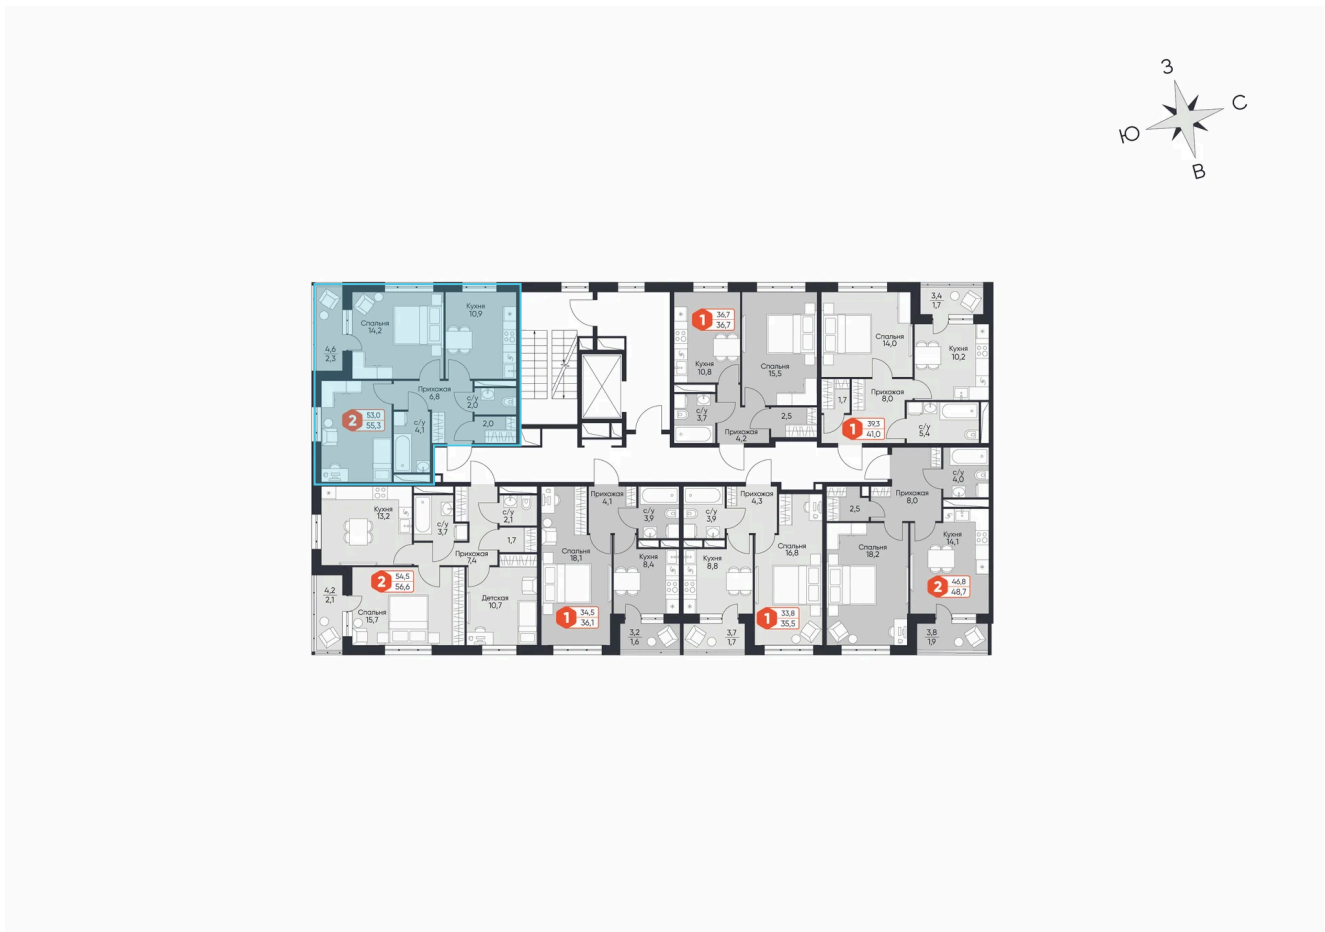 З
С
Ю
В
Спальня
14,2
Кухня
10,9
4,6
2,3
Прихожая
6,8
с/у
2,0
2,0
с/у
4,1
2
53,0
55,3
1
36,7
36,7
Кухня
10,8
Спальня
15,5
с/у
3,7
Прихожая
4,2
2,5
Спальня
14,0
3,4
1,7
Кухня
10,2
Прихожая
8,0
1,7
1
39,3
41,0
с/у
5,4
Кухня
13,2
с/у
3,7
с/у
2,1
1,7
Прихожая
7,4
4,2
2,1
2
54,5
56,6
Спальня
15,7
Детская
10,7
Прихожая
4,1
с/у
3,9
Спальня
18,1
Кухня
8,4
1
34,5
36,1
3,2
1,6
с/у
3,9
Прихожая
4,3
Кухня
8,8
Спальня
16,8
1
33,8
35,5
3,7
1,7
2,5
Прихожая
8,0
с/у
4,0
Спальня
18,2
Кухня
14,1
2
46,8
48,7
3,8
1,9